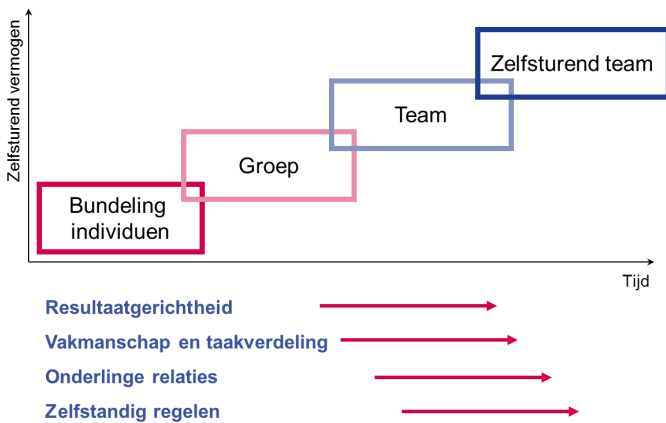 Zelfsturend vermogen
Zelfsturend team
Team
Groep
Bundeling
individuen
Tijd
Resultaatgerichtheid
Vakmanschap en taakverdeling
Onderlinge relaties
Zelfstandig regelen